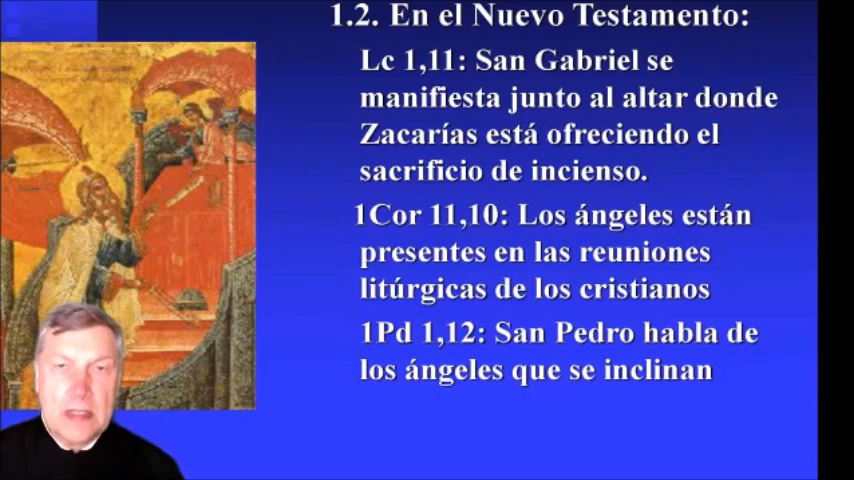 1.2. En el Nuevo Testamento:
Lc 1,11: San Gabriel se
manifiesta junto al altar donde
Zacarías está ofreciendo el
sacrificio de incienso.
1Cor 11,10: Los ángeles están
presentes en las reuniones
litúrgicas de los cristianos
1Pd 1,12: San Pedro habla de
los ángeles que se inclinan